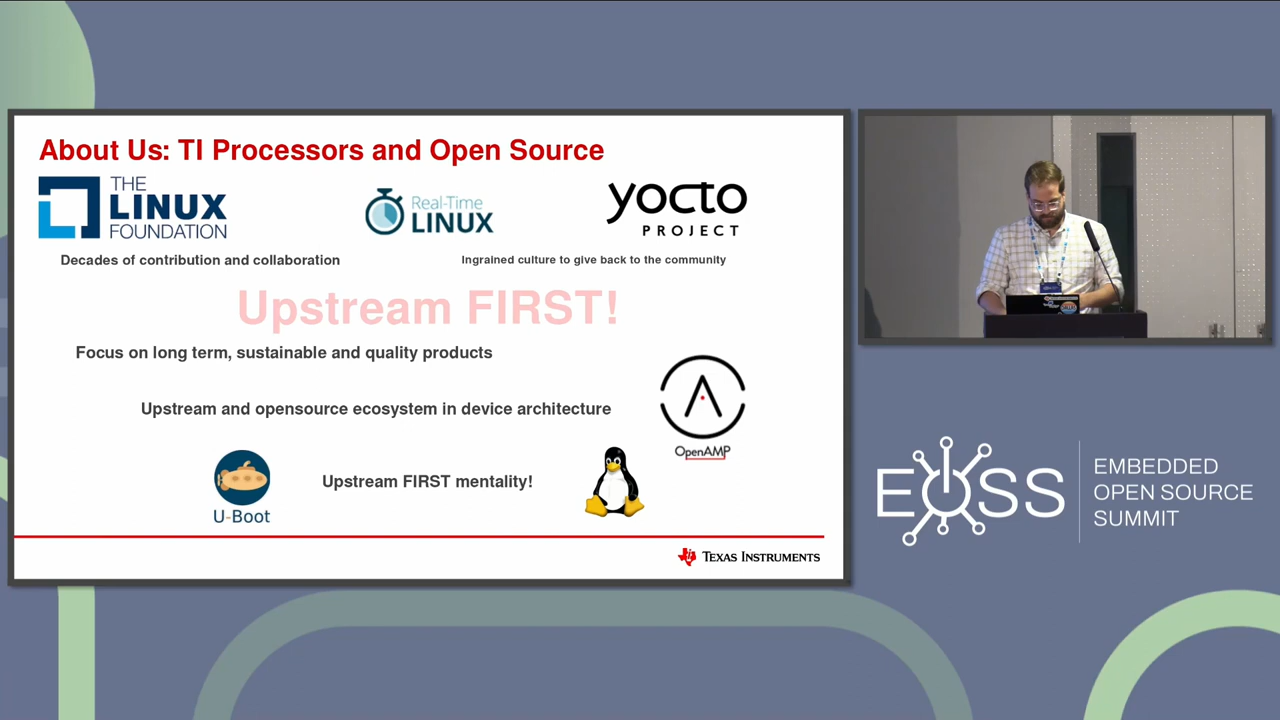 About Us: TI Processors and Open Source
THE
LINUX
FOUNDATION
Real-Time
LINUX
yocto
PROJECT
Decades of contribution and collaboration
Ingrained culture to give back to the community
Upstream FIRST!
Focus on long term, sustainable and quality products
Upstream and opensource ecosystem in device architecture
OpenAMP
Upstream FIRST mentality!
U-Boot
TEXAS INSTRUMENTS
EOSS
EMBEDDED
OPEN SOURCE
SUMMIT